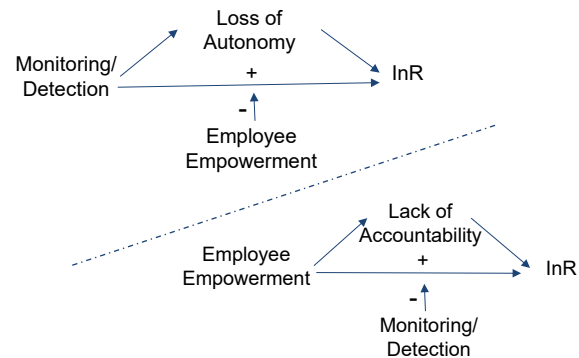 Loss of
Autonomy
Monitoring/
Detection
+
InR
-
Employee
Empowerment
Lack of
Accountability
Employee
Empowerment
+
InR
-
Monitoring/
Detection